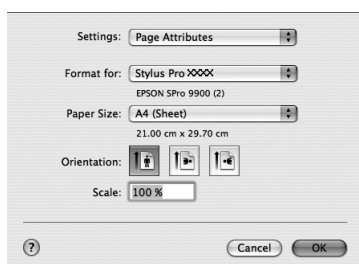 Settings: Page Attributes
Format for: Stylus Pro XXXX
EPSON SPro 9900 (2)
Paper Size: A4 (Sheet)
21.00 cm x 29.70 cm
Orientation:
Scale: 100 %
? Cancel OK